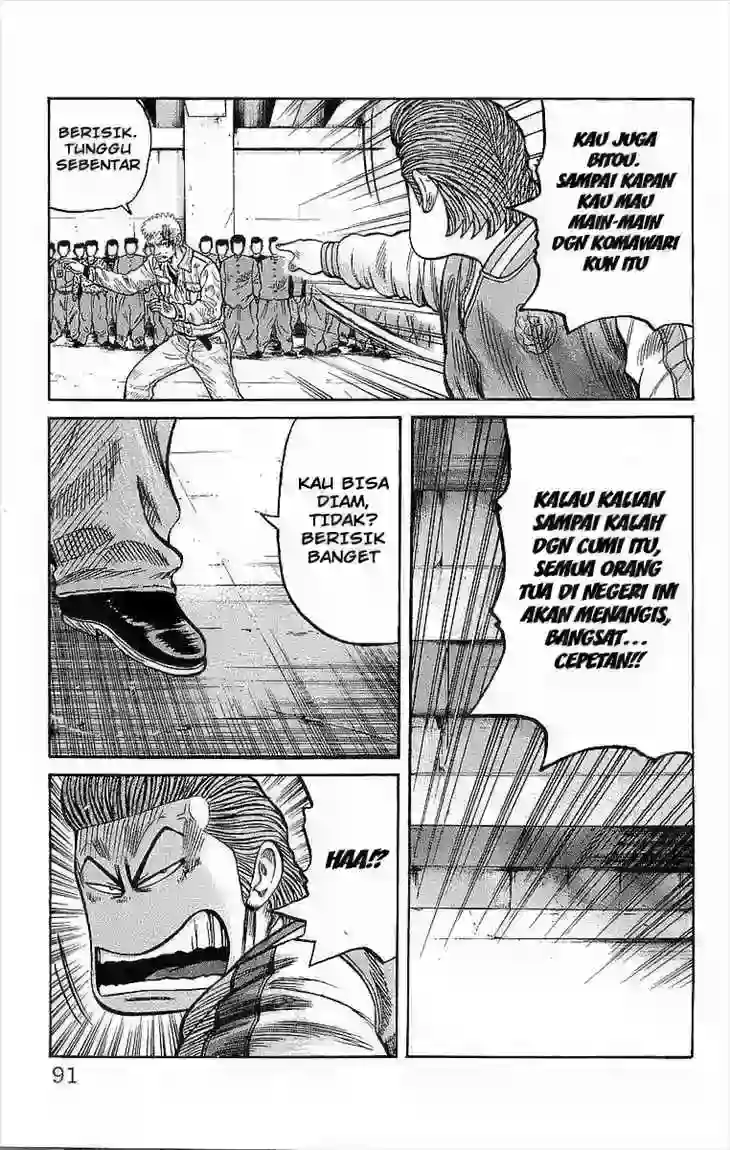 KAU JUGA
BITOU.
SAMPAI KAPAN
KAU MAU
MAIN-MAIN
DGN KOMAWARI
KUN ITU
BERISIK.
TUNGGU
SEBENTAR
KALAU KALIAN
SAMPAI KALAH
DGN CUMI ITU,
SEMUA ORANG
TUA DI NEGERI INI
AKAN MENANGIS,
BANGSAT...
CEPETAN!!
KAU BISA
DIAM,
TIDAK?
BERISIK
BANGET
HAA!?
91